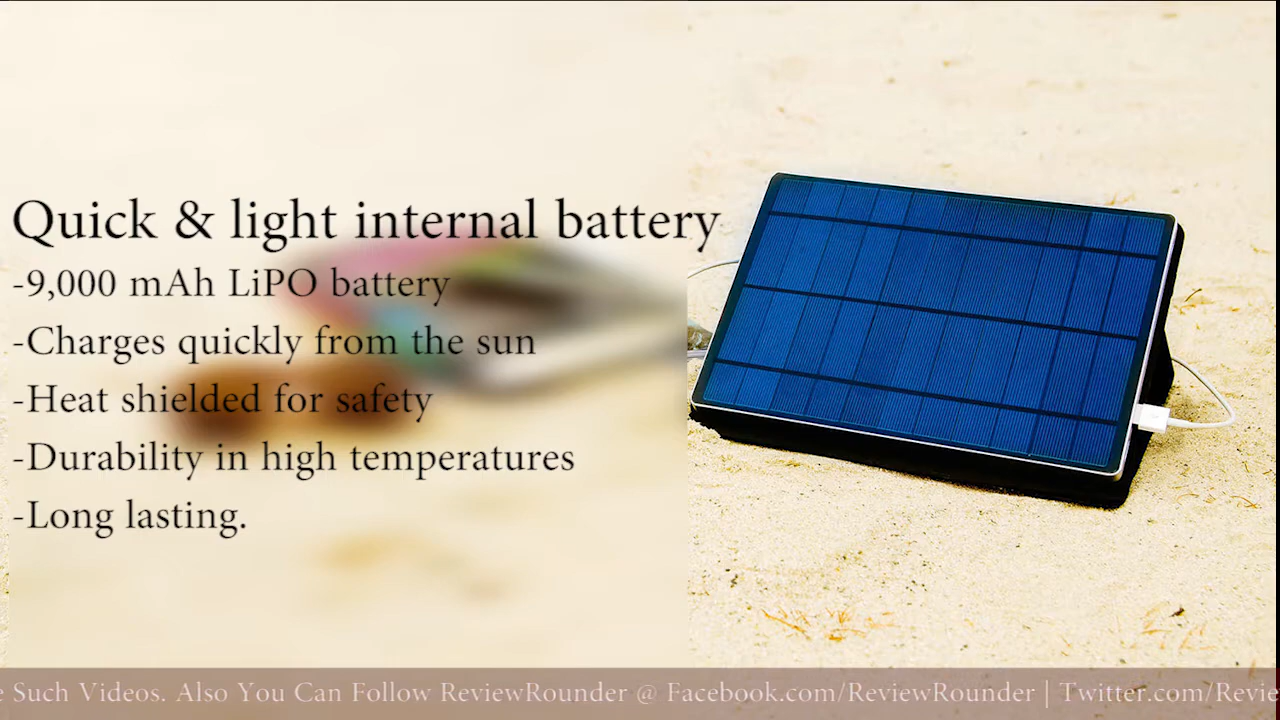 Quick & light internal battery
-9,000 mAh LiPO battery
-Charges quickly from the sun
-Heat shielded for safety
-Durability in high temperatures
-Long lasting.
Such Videos. Also You Can Follow ReviewRounder @ Facebook.com/ReviewRounder | Twitter.com/Revie